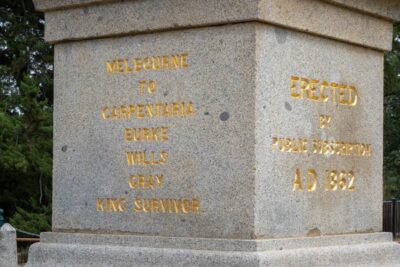 MELBOURNE
TO
CARPENTARIA
BURKE
WILLS
GRAY
KING SURVIVOR
ERECTED
BY
PUBLIC SUBSCRIPTION
A D 1862